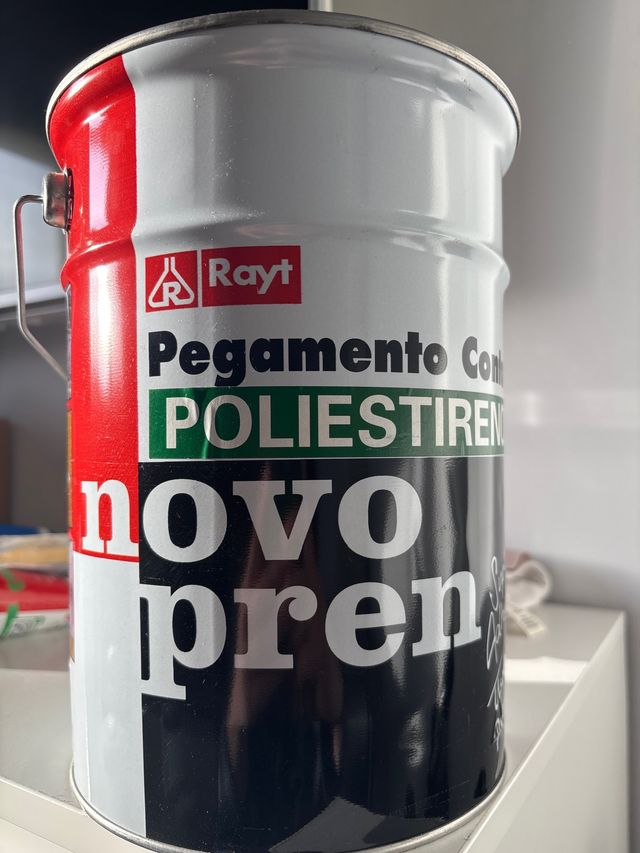 R Rayt
Pegamento
POLIESTIREN
novo
pren